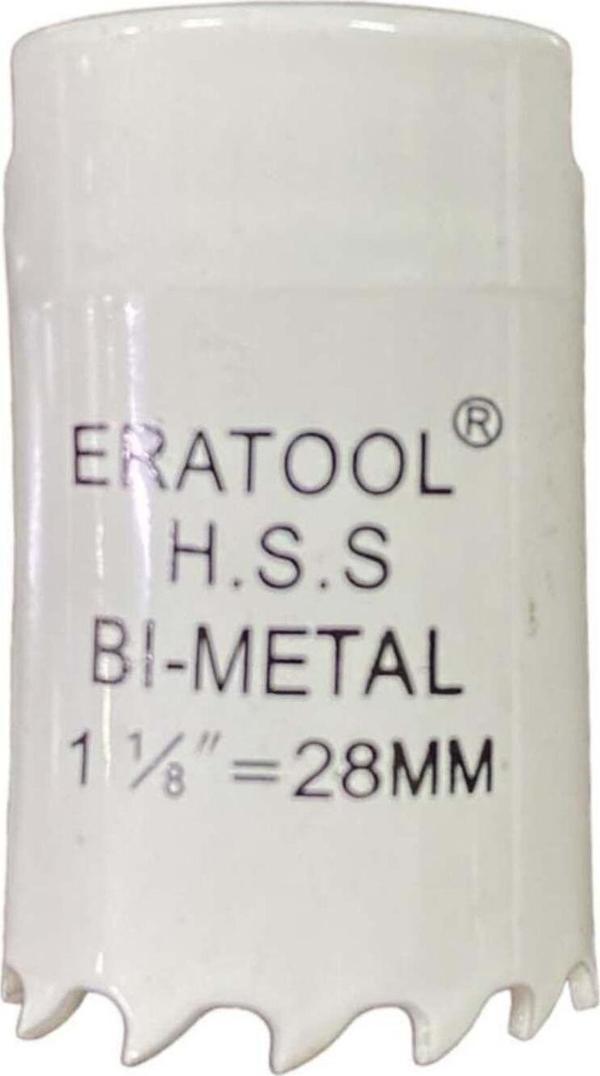 ERATOOL®
H.S.S
BI-METAL
1 1/8" = 28MM